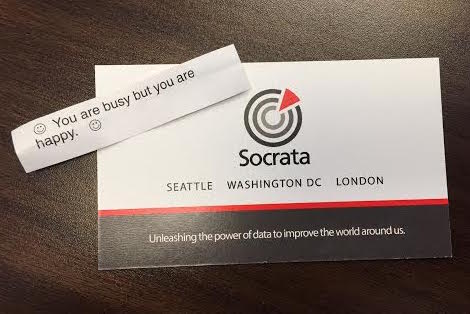 ☺ You are busy but you are
happy. ☺
Socrata
SEATTLE WASHINGTON DC LONDON
Unleashing the power of data to improve the world around us.